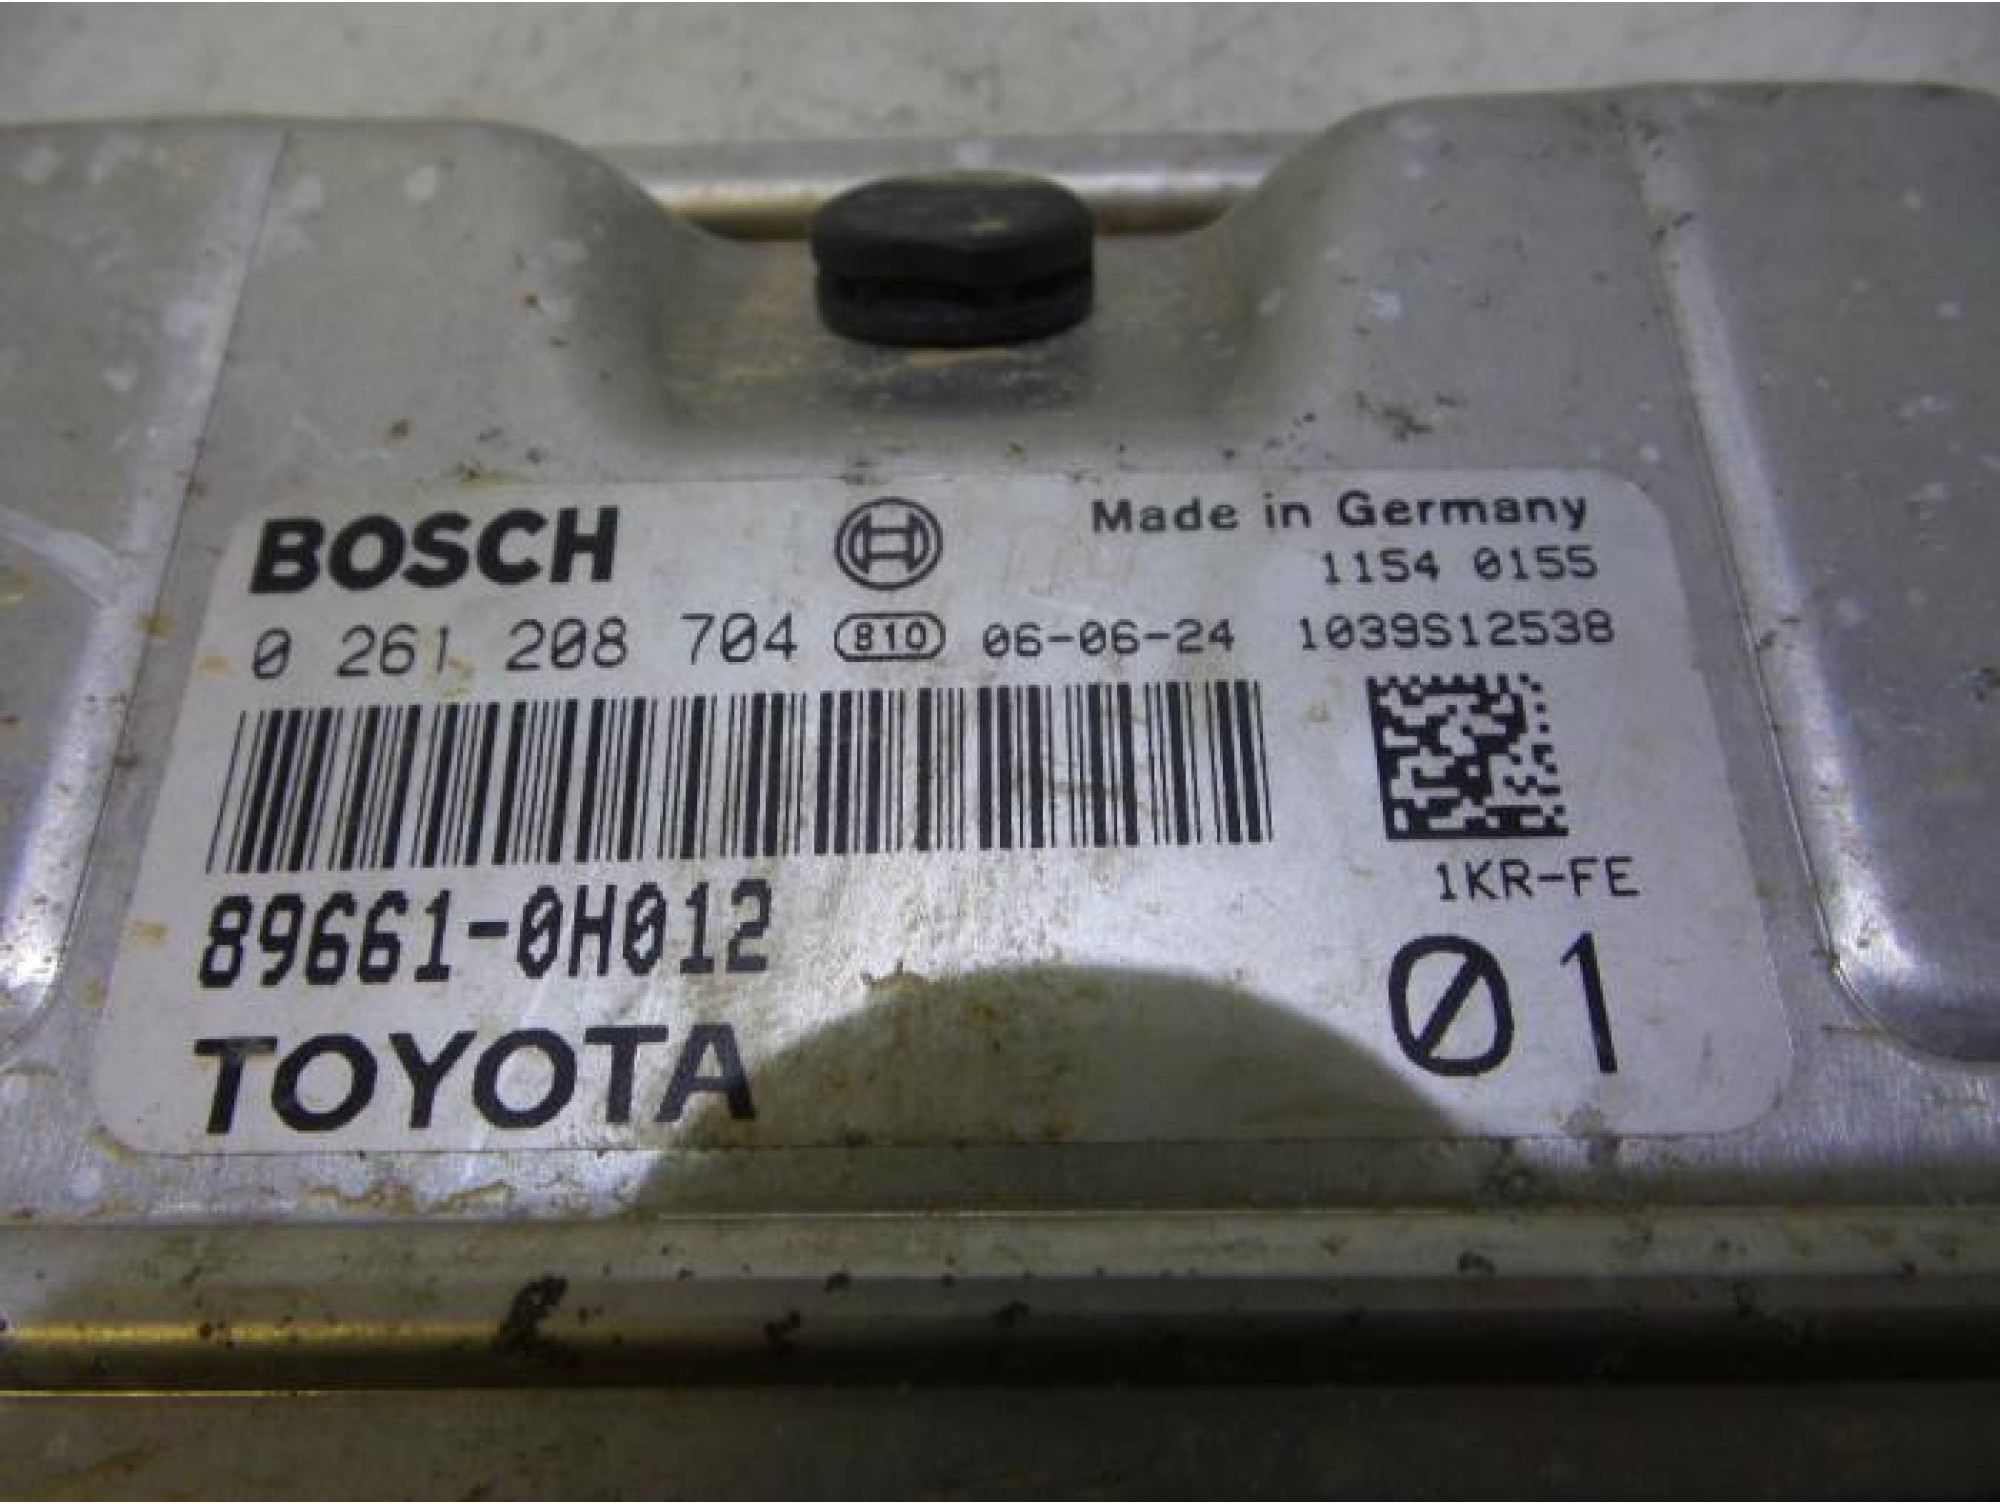 BOSCH Made in Germany
1154 0155
0 261 208 704 810 06-06-24 1039S12538
1KR-FE
89661-0H012
01
TOYOTA